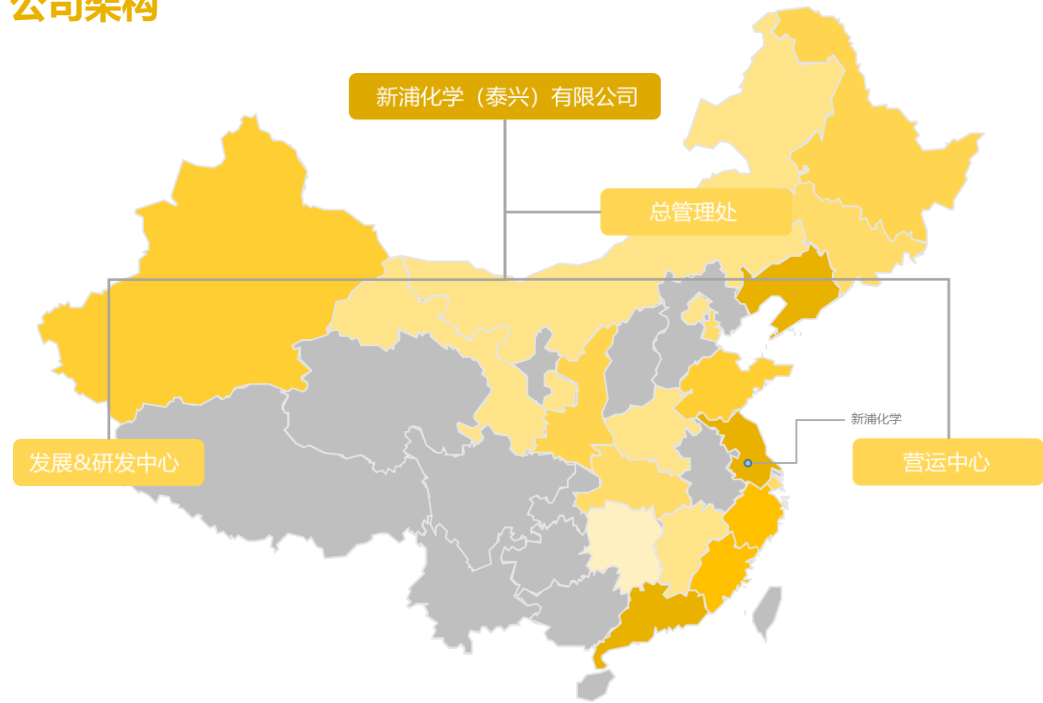 公司架构
新浦化学（泰兴）有限公司
总管理处
新浦化学
发展&研发中心
营运中心